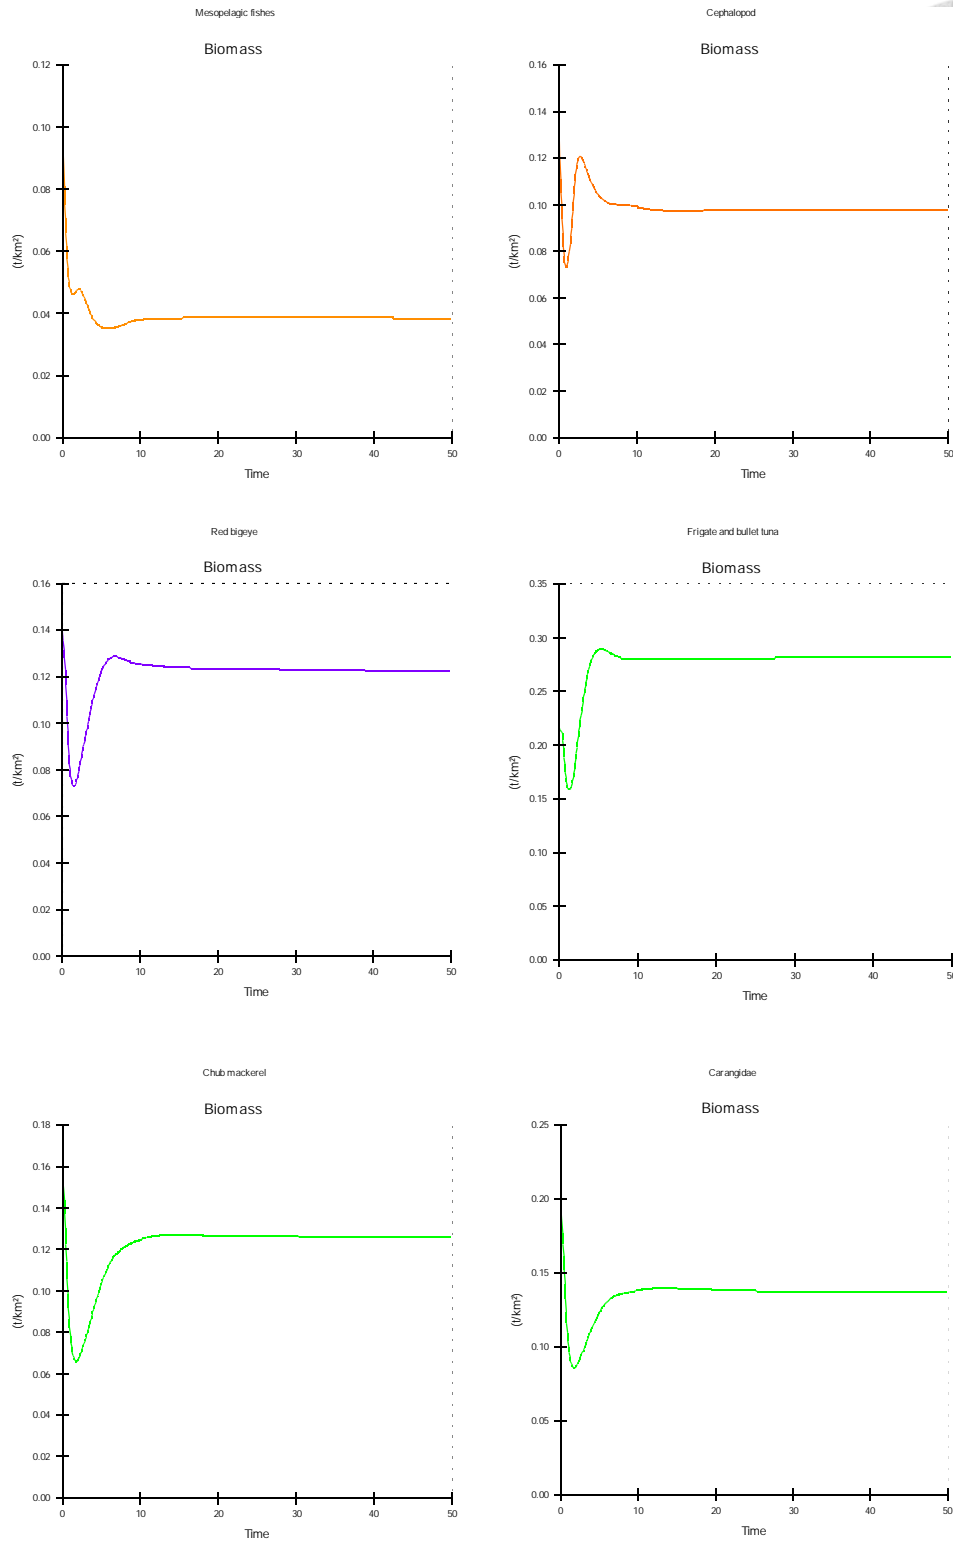 Mesopelagic fishes
Biomass
0.12
0.10
0.08
0.06
0.04
0.02
0.00
(t/km²)
0 10 20 30 40 50
Time
Cephalopod
Biomass
0.16
0.14
0.12
0.10
0.08
0.06
0.04
0.02
0.00
(t/km²)
0 10 20 30 40 50
Time
Red bigeye
Biomass
0.16
0.14
0.12
0.10
0.08
0.06
0.04
0.02
0.00
(t/km²)
0 10 20 30 40 50
Time
Frigate and bullet tuna
Biomass
0.35
0.30
0.25
0.20
0.15
0.10
0.05
0.00
(t/km²)
0 10 20 30 40 50
Time
Chub mackerel
Biomass
0.18
0.16
0.14
0.12
0.10
0.08
0.06
0.04
0.02
0.00
(t/km²)
0 10 20 30 40 50
Time
Carangidae
Biomass
0.25
0.20
0.15
0.10
0.05
0.00
(t/km²)
0 10 20 30 40 50
Time